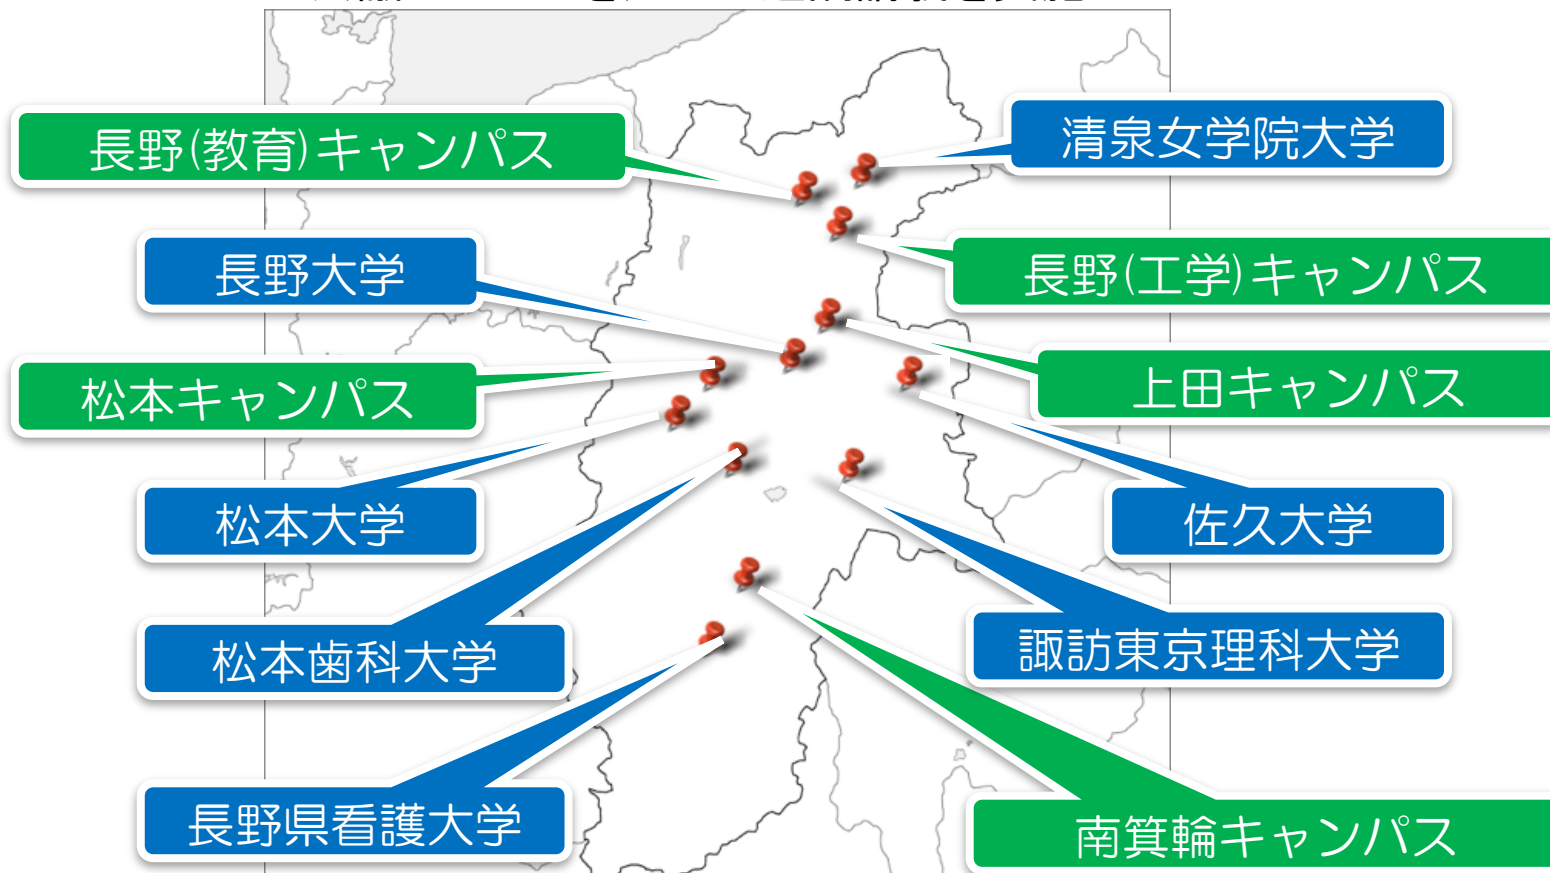 長野(教育)キャンパス
清泉女学院大学
長野大学
長野(工学)キャンパス
松本キャンパス
上田キャンパス
松本大学
佐久大学
松本歯科大学
諏訪東京理科大学
長野県看護大学
南箕輪キャンパス